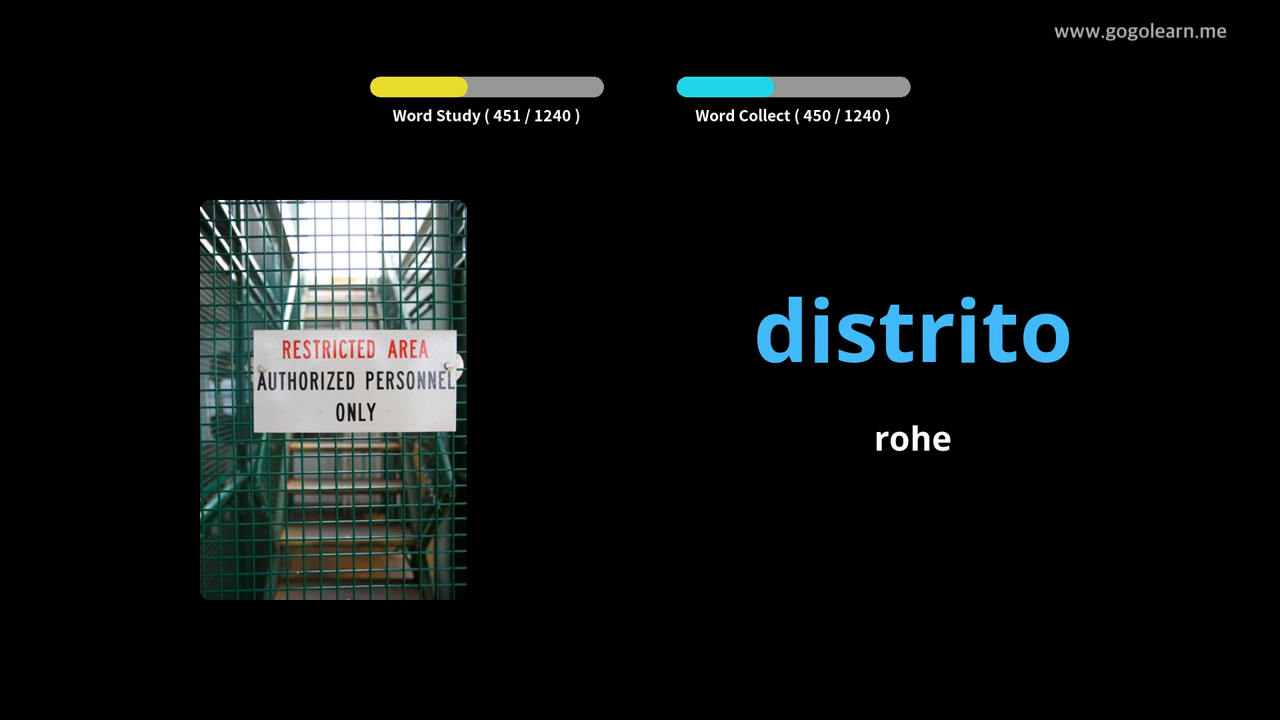 www.gogolearn.me
Word Study ( 451 / 1240 )
Word Collect ( 450 / 1240 )
RESTRICTED AREA
AUTHORIZED PERSONNEL
ONLY
distrito
rohe